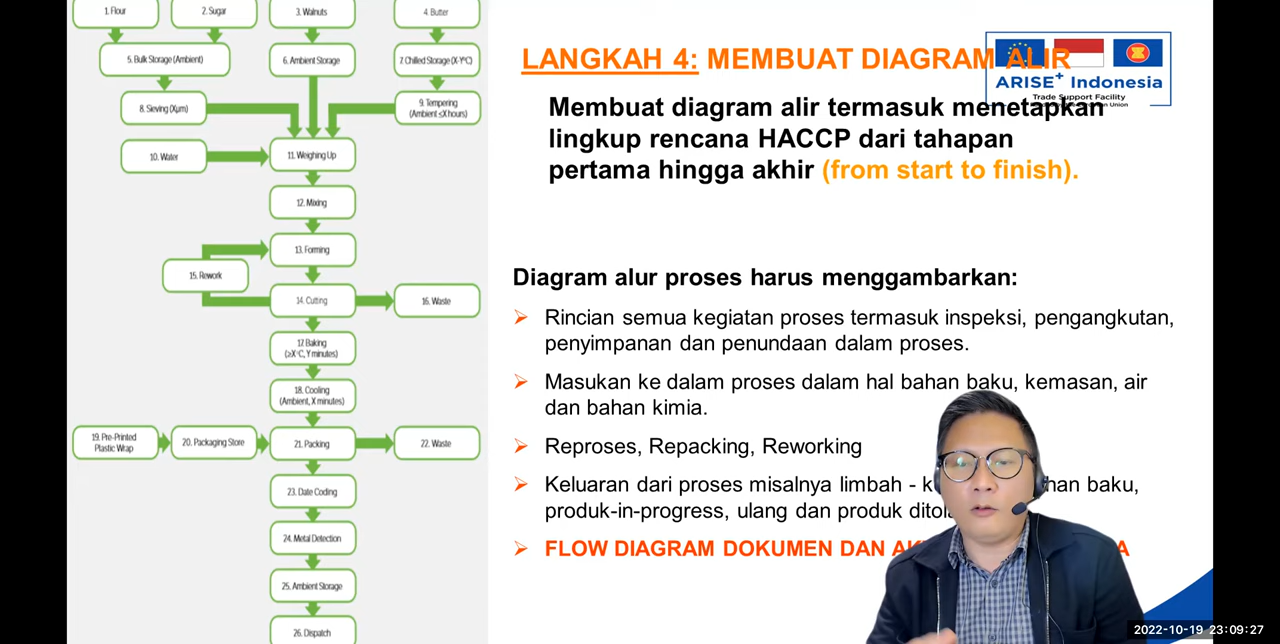 1. Flour
2. Sugar
3. Walnuts
4. Butter
5. Bulk Storage (Ambient)
6. Ambient Storage
7. Chilled Storage (X-Y°C)
8. Sieving (Xµm)
9. Tempering
(Ambient ≤X hours)
10. Water
11. Weighing Up
12. Mixing
13. Forming
15. Rework
14. Cutting
16. Waste
17. Baking
(≥X°C, Y minutes)
18. Cooling
(Ambient, X minutes)
19. Pre-Printed
Plastic Wrap
20. Packaging Store
21. Packing
22. Waste
23. Date Coding
24. Metal Detection
25. Ambient Storage
26. Dispatch
LANGKAH 4: MEMBUAT DIAGRAM ALIR
ARISE+ Indonesia
Trade Support Facility
Membuat diagram alir termasuk menetapkan
lingkup rencana HACCP dari tahapan
pertama hingga akhir (from start to finish).
Diagram alur proses harus menggambarkan:
Rincian semua kegiatan proses termasuk inspeksi, pengangkutan,
penyimpanan dan penundaan dalam proses.
Masukan ke dalam proses dalam hal bahan baku, kemasan, air
dan bahan kimia.
Reproses, Repacking, Reworking
Keluaran dari proses misalnya limbah - baku,
produk-in-progress, ulang dan produk
FLOW DIAGRAM DOKUMEN DAN
2022-10-19 23:09:27